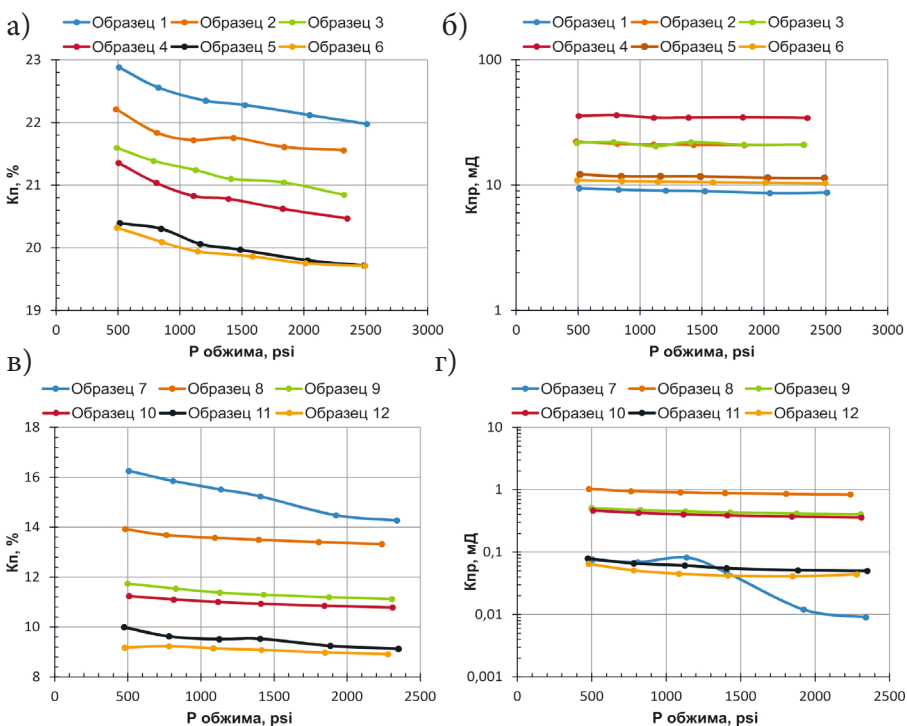 а)
Образец 1 Образец 2 Образец 3
Образец 4 Образец 5 Образец 6
Кп, %
23
22
21
20
19
0 500 1000 1500 2000 2500 3000
Р обжима, psi
б)
Образец 1 Образец 2 Образец 3
Образец 4 Образец 5 Образец 6
Кпр, мД
100
10
1
0 500 1000 1500 2000 2500 3000
Р обжима, psi
в)
Образец 7 Образец 8 Образец 9
Образец 10 Образец 11 Образец 12
Кп, %
18
16
14
12
10
8
0 500 1000 1500 2000 2500
Р обжима, psi
г)
Образец 7 Образец 8 Образец 9
Образец 10 Образец 11 Образец 12
Кпр, мД
10
1
0,1
0,01
0,001
0 500 1000 1500 2000 2500
Р обжима, psi